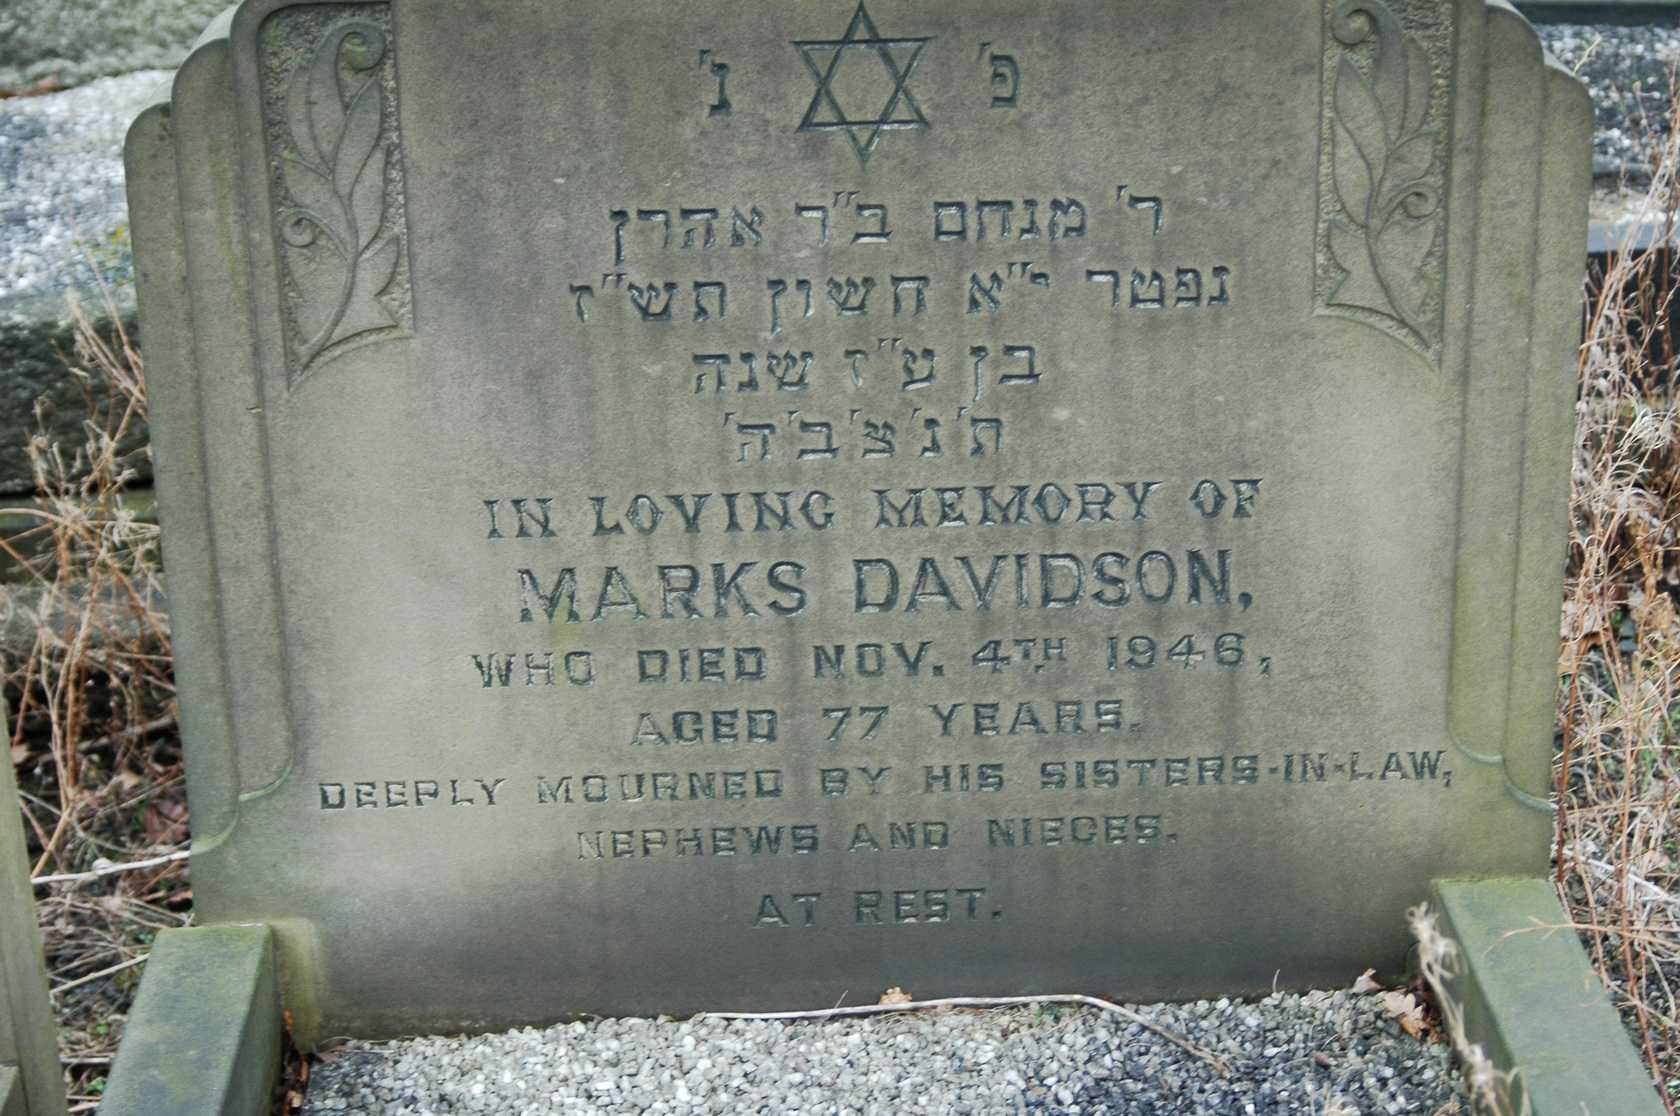 פ' נ'
ר' מנחם ב"ר אהרן
נפטר י"א חשון תש"ז
בן ע"ז שנה
ת' נ' צ' ב' ה'
IN LOVING MEMORY OF
MARKS DAVIDSON,
WHO DIED NOV. 4TH 1946,
AGED 77 YEARS.
DEEPLY MOURNED BY HIS SISTERS-IN-LAW,
NEPHEWS AND NIECES.
AT REST.